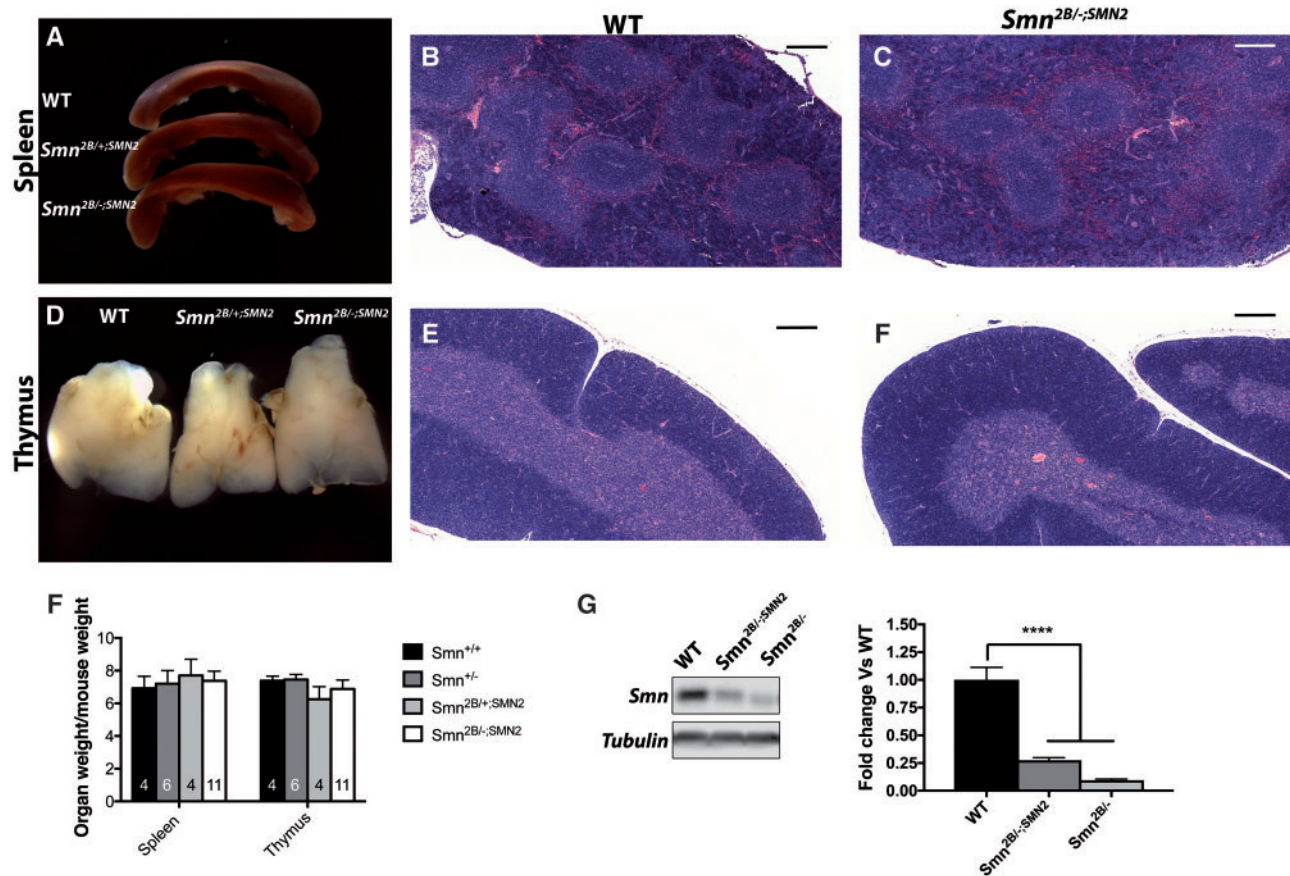 WT
Smn2B/-;SMN2
A
WT
Smn2B/+;SMN2
Smn2B/-;SMN2
Spleen
B
C
D
WT
Smn2B/+;SMN2
Smn2B/-;SMN2
Thymus
E
F
F
Organ weight/mouse weight
10
8
6
4
2
0
4
6
4
11
4
6
4
11
Spleen
Thymus
Smn+/+
Smn+/-
Smn2B/+;SMN2
Smn2B/-;SMN2
G
WT
Smn2B/-;SMN2
Smn2B/-
Smn
Tubulin
Fold change Vs WT
1.50
1.25
1.00
0.75
0.50
0.25
0.00
****
WT
Smn2B/-;SMN2
Smn2B/-